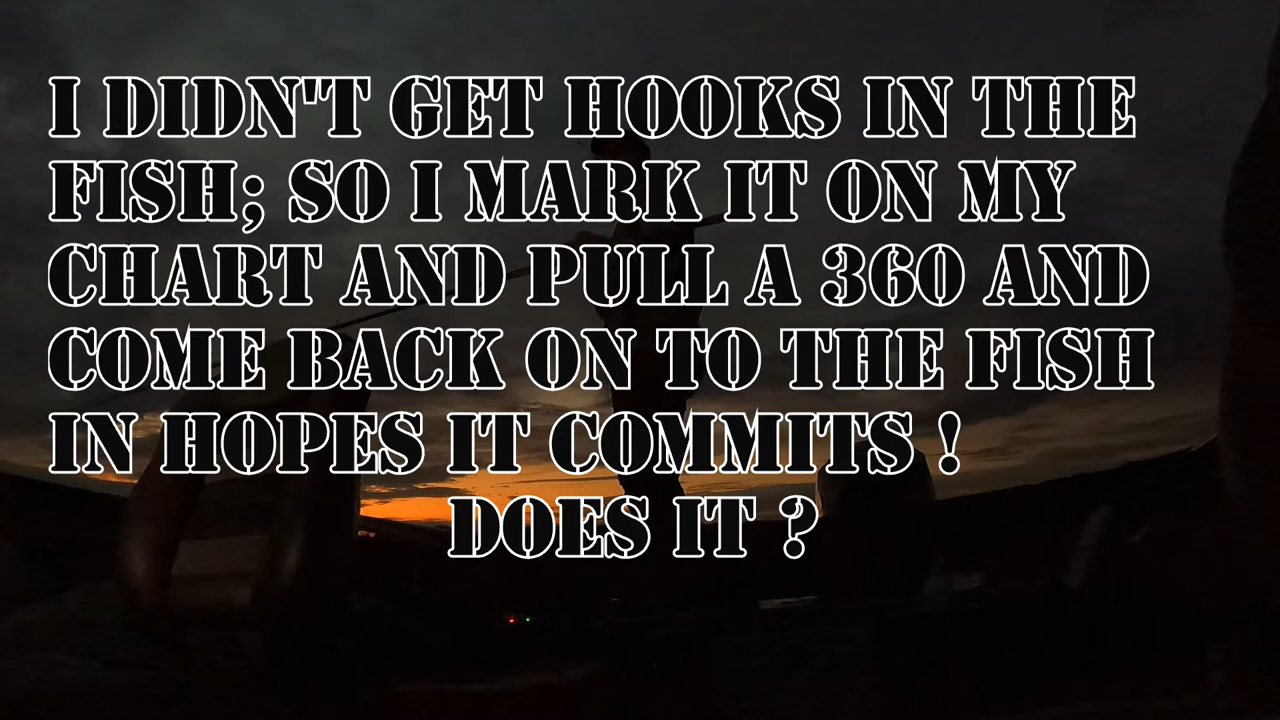 I DIDN'T GET HOOKS IN THE
FISH; SO I MARK IT ON MY
CHART AND PULL A 360 AND
COME BACK ON TO THE FISH
IN HOPES IT COMMITS !
DOES IT ?